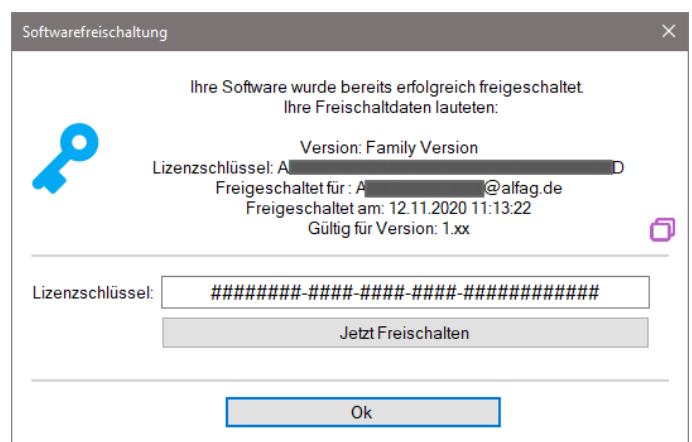 Softwarefreischaltung
Ihre Software wurde bereits erfolgreich freigeschaltet.
Ihre Freischaltdaten lauteten:
Version: Family Version
Lizenzschlüssel: A D
Freigeschaltet für : A @alfag.de
Freigeschaltet am: 12.11.2020 11:13:22
Gültig für Version: 1.xx
Lizenzschlüssel: ########-####-####-####-############
Jetzt Freischalten
Ok